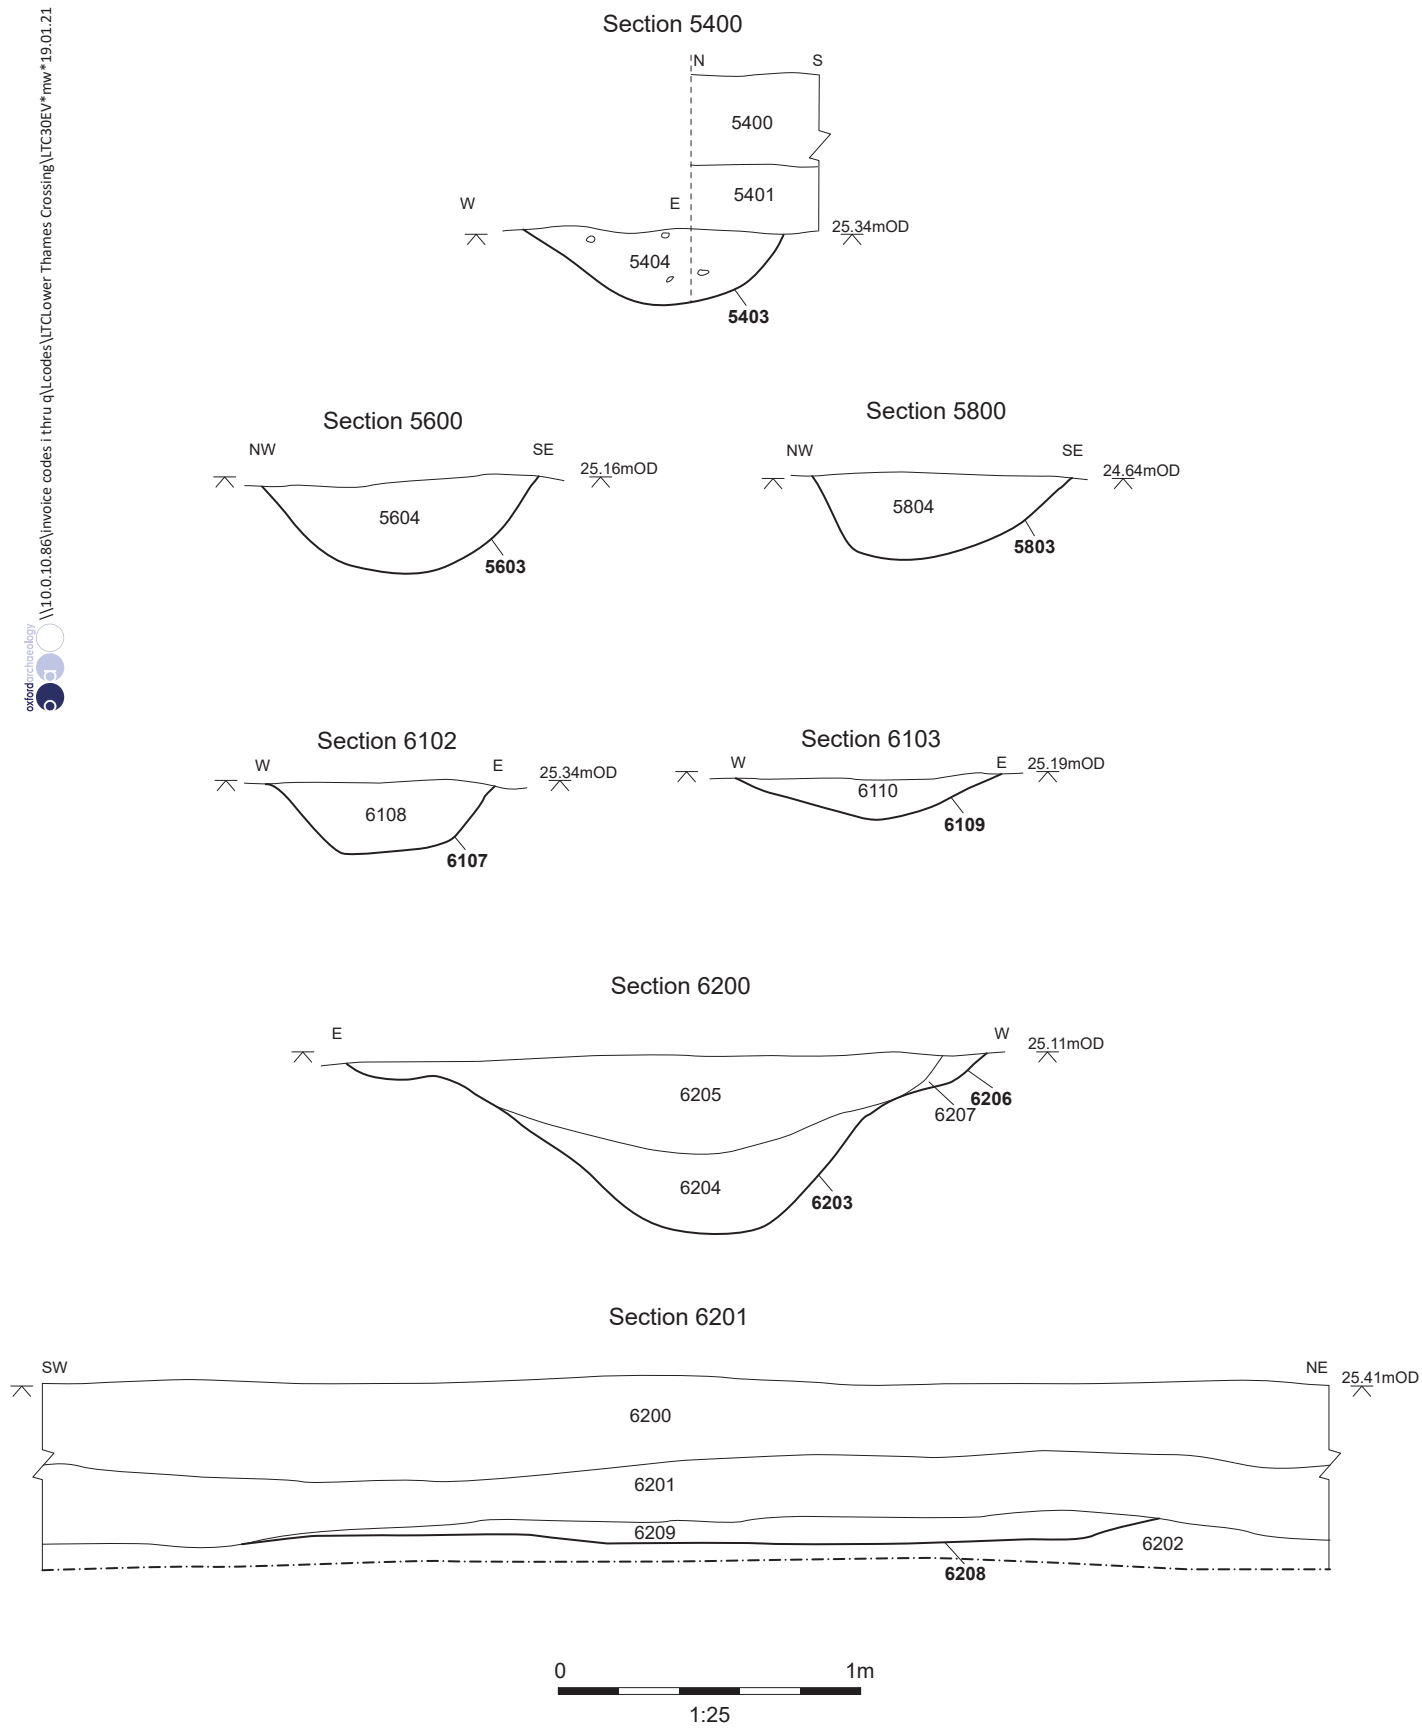 \\10.0.10.86\invoice codes i thru q\Lcodes\LTCLower Thames Crossing\LTC30EV*mw*19.01.21
oxfordarchaeology
Section 5400
N S
5400
5401
W E
25.34mOD
5404
5403
Section 5600
NW SE
25.16mOD
5604
5603
Section 5800
NW SE
24.64mOD
5804
5803
Section 6102
W E
25.34mOD
6108
6107
Section 6103
W E
25.19mOD
6110
6109
Section 6200
E W
25.11mOD
6205
6206
6207
6204
6203
Section 6201
SW NE
25.41mOD
6200
6201
6209
6202
6208
0 1m
1:25